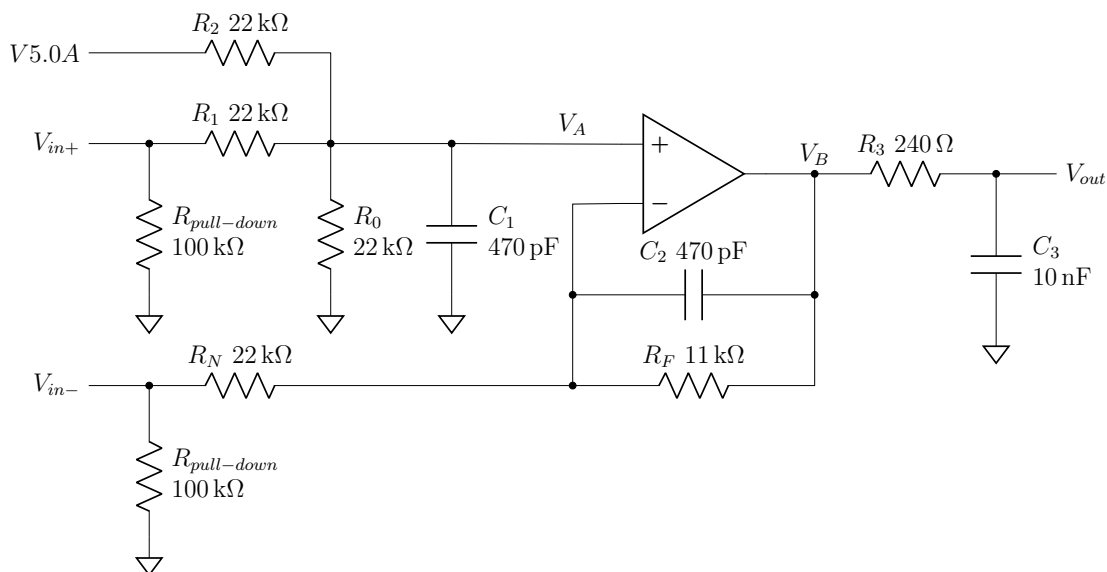 R2 22 kΩ
V5.0A
R1 22 kΩ
Vin+
VA
+
−
VB
R3 240 Ω
Vout
Rpull−down
100 kΩ
R0
22 kΩ
C1
470 pF
C2 470 pF
C3
10 nF
RN 22 kΩ
RF 11 kΩ
Vin−
Rpull−down
100 kΩ